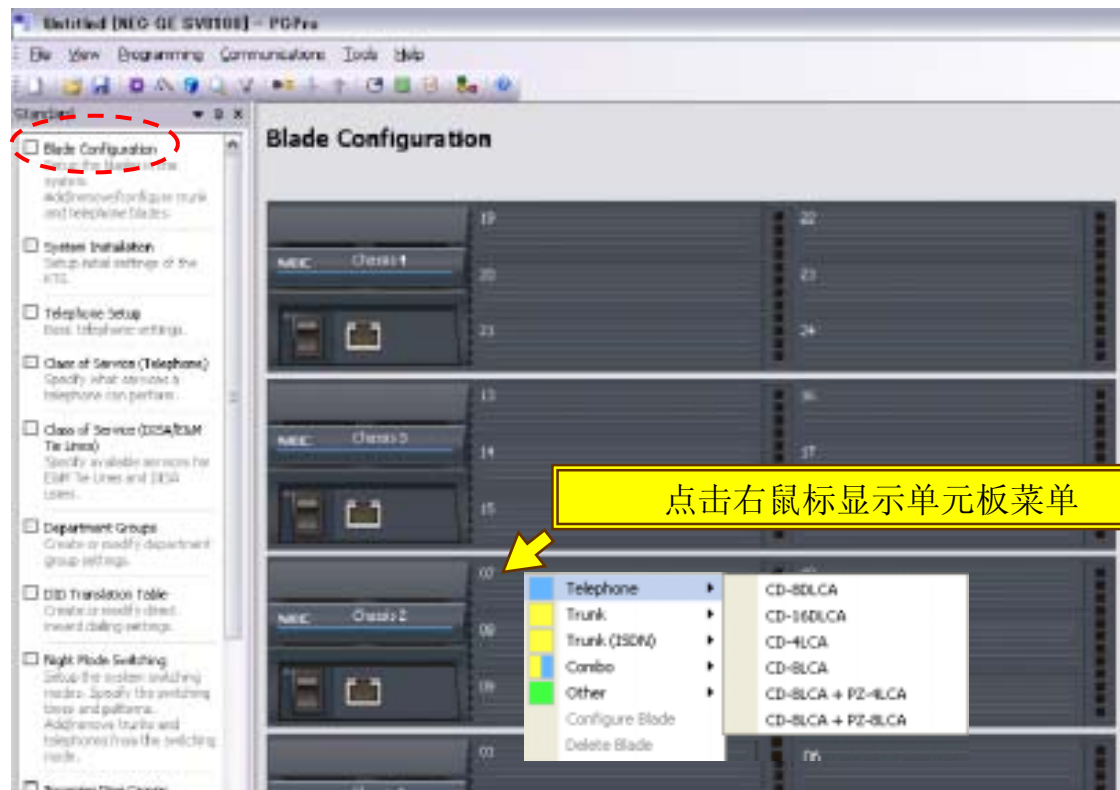 Untitled [NEC-GE SV8100] - PCPro
File View Programming Communications Tools Help
Standard
Blade Configuration
Setup the blades in the
system.
Add/remove/configure trunk
and telephone blades.
System Installation
Setup initial settings of the
KTS.
Telephone Setup
Basic telephone settings.
Class of Service (Telephone)
Specify what services a
telephone can perform.
Class of Service (DISA/E&M
Tie Lines)
Specify available services for
E&M Tie Lines and DISA
users.
Department Groups
Create or modify department
group settings.
DID Translation Table
Create or modify direct
inward dialing settings.
Night Mode Switching
Setup the system switching
modes. Specify the switching
times and patterns.
Add/remove trunks and
telephones from the switching
mode.
Blade Configuration
19 22
NEC Chassis 4
20 23
21 24
13 16
NEC Chassis 3
14 17
15
点击右鼠标显示单元板菜单
07
NEC Chassis 2
08
09
01 06
Telephone
Trunk
Trunk (ISDN)
Combo
Other
Configure Blade
Delete Blade
CD-8DLCA
CD-16DLCA
CD-4LCA
CD-8LCA
CD-8LCA + PZ-4LCA
CD-8LCA + PZ-8LCA